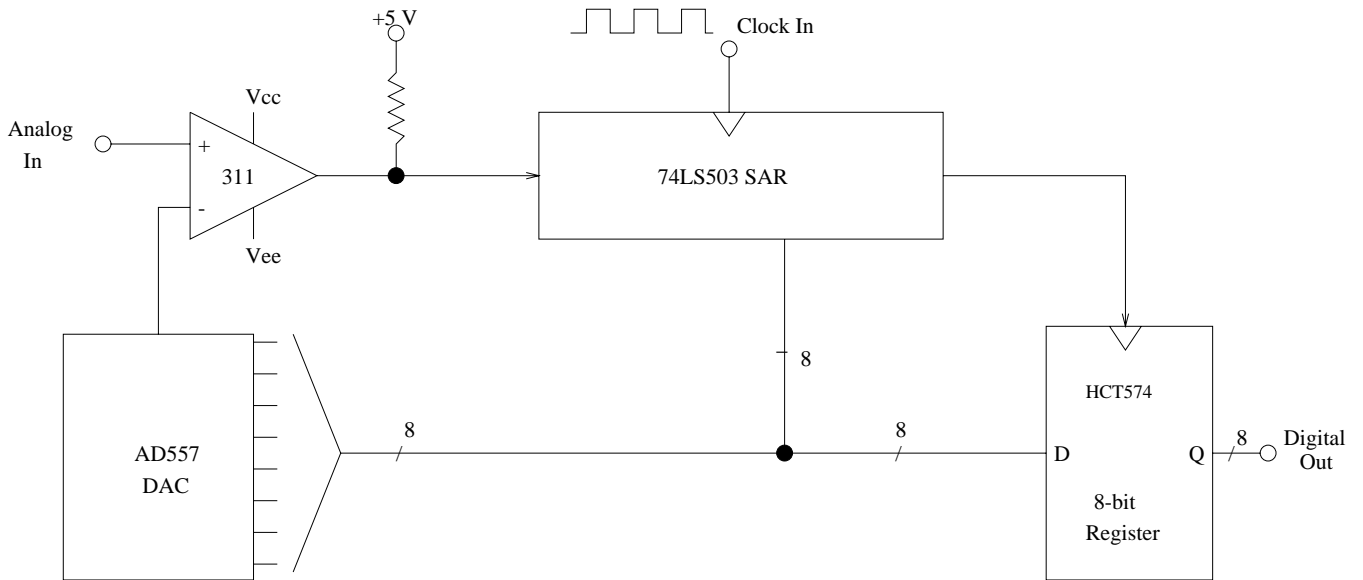 +5 V
Clock In
Vcc
Analog
In
+
311
74LS503 SAR
-
Vee
8
HCT574
8
8
8
Digital
Out
AD557
DAC
D
Q
8-bit
Register